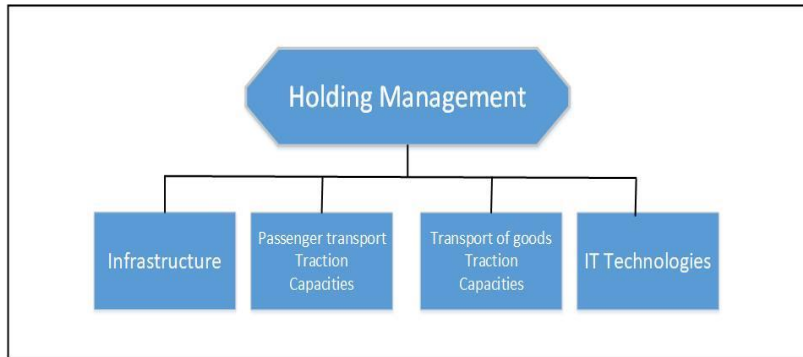 Holding Management
Infrastructure
Passenger transport
Traction
Capacities
Transport of goods
Traction
Capacities
IT Technologies